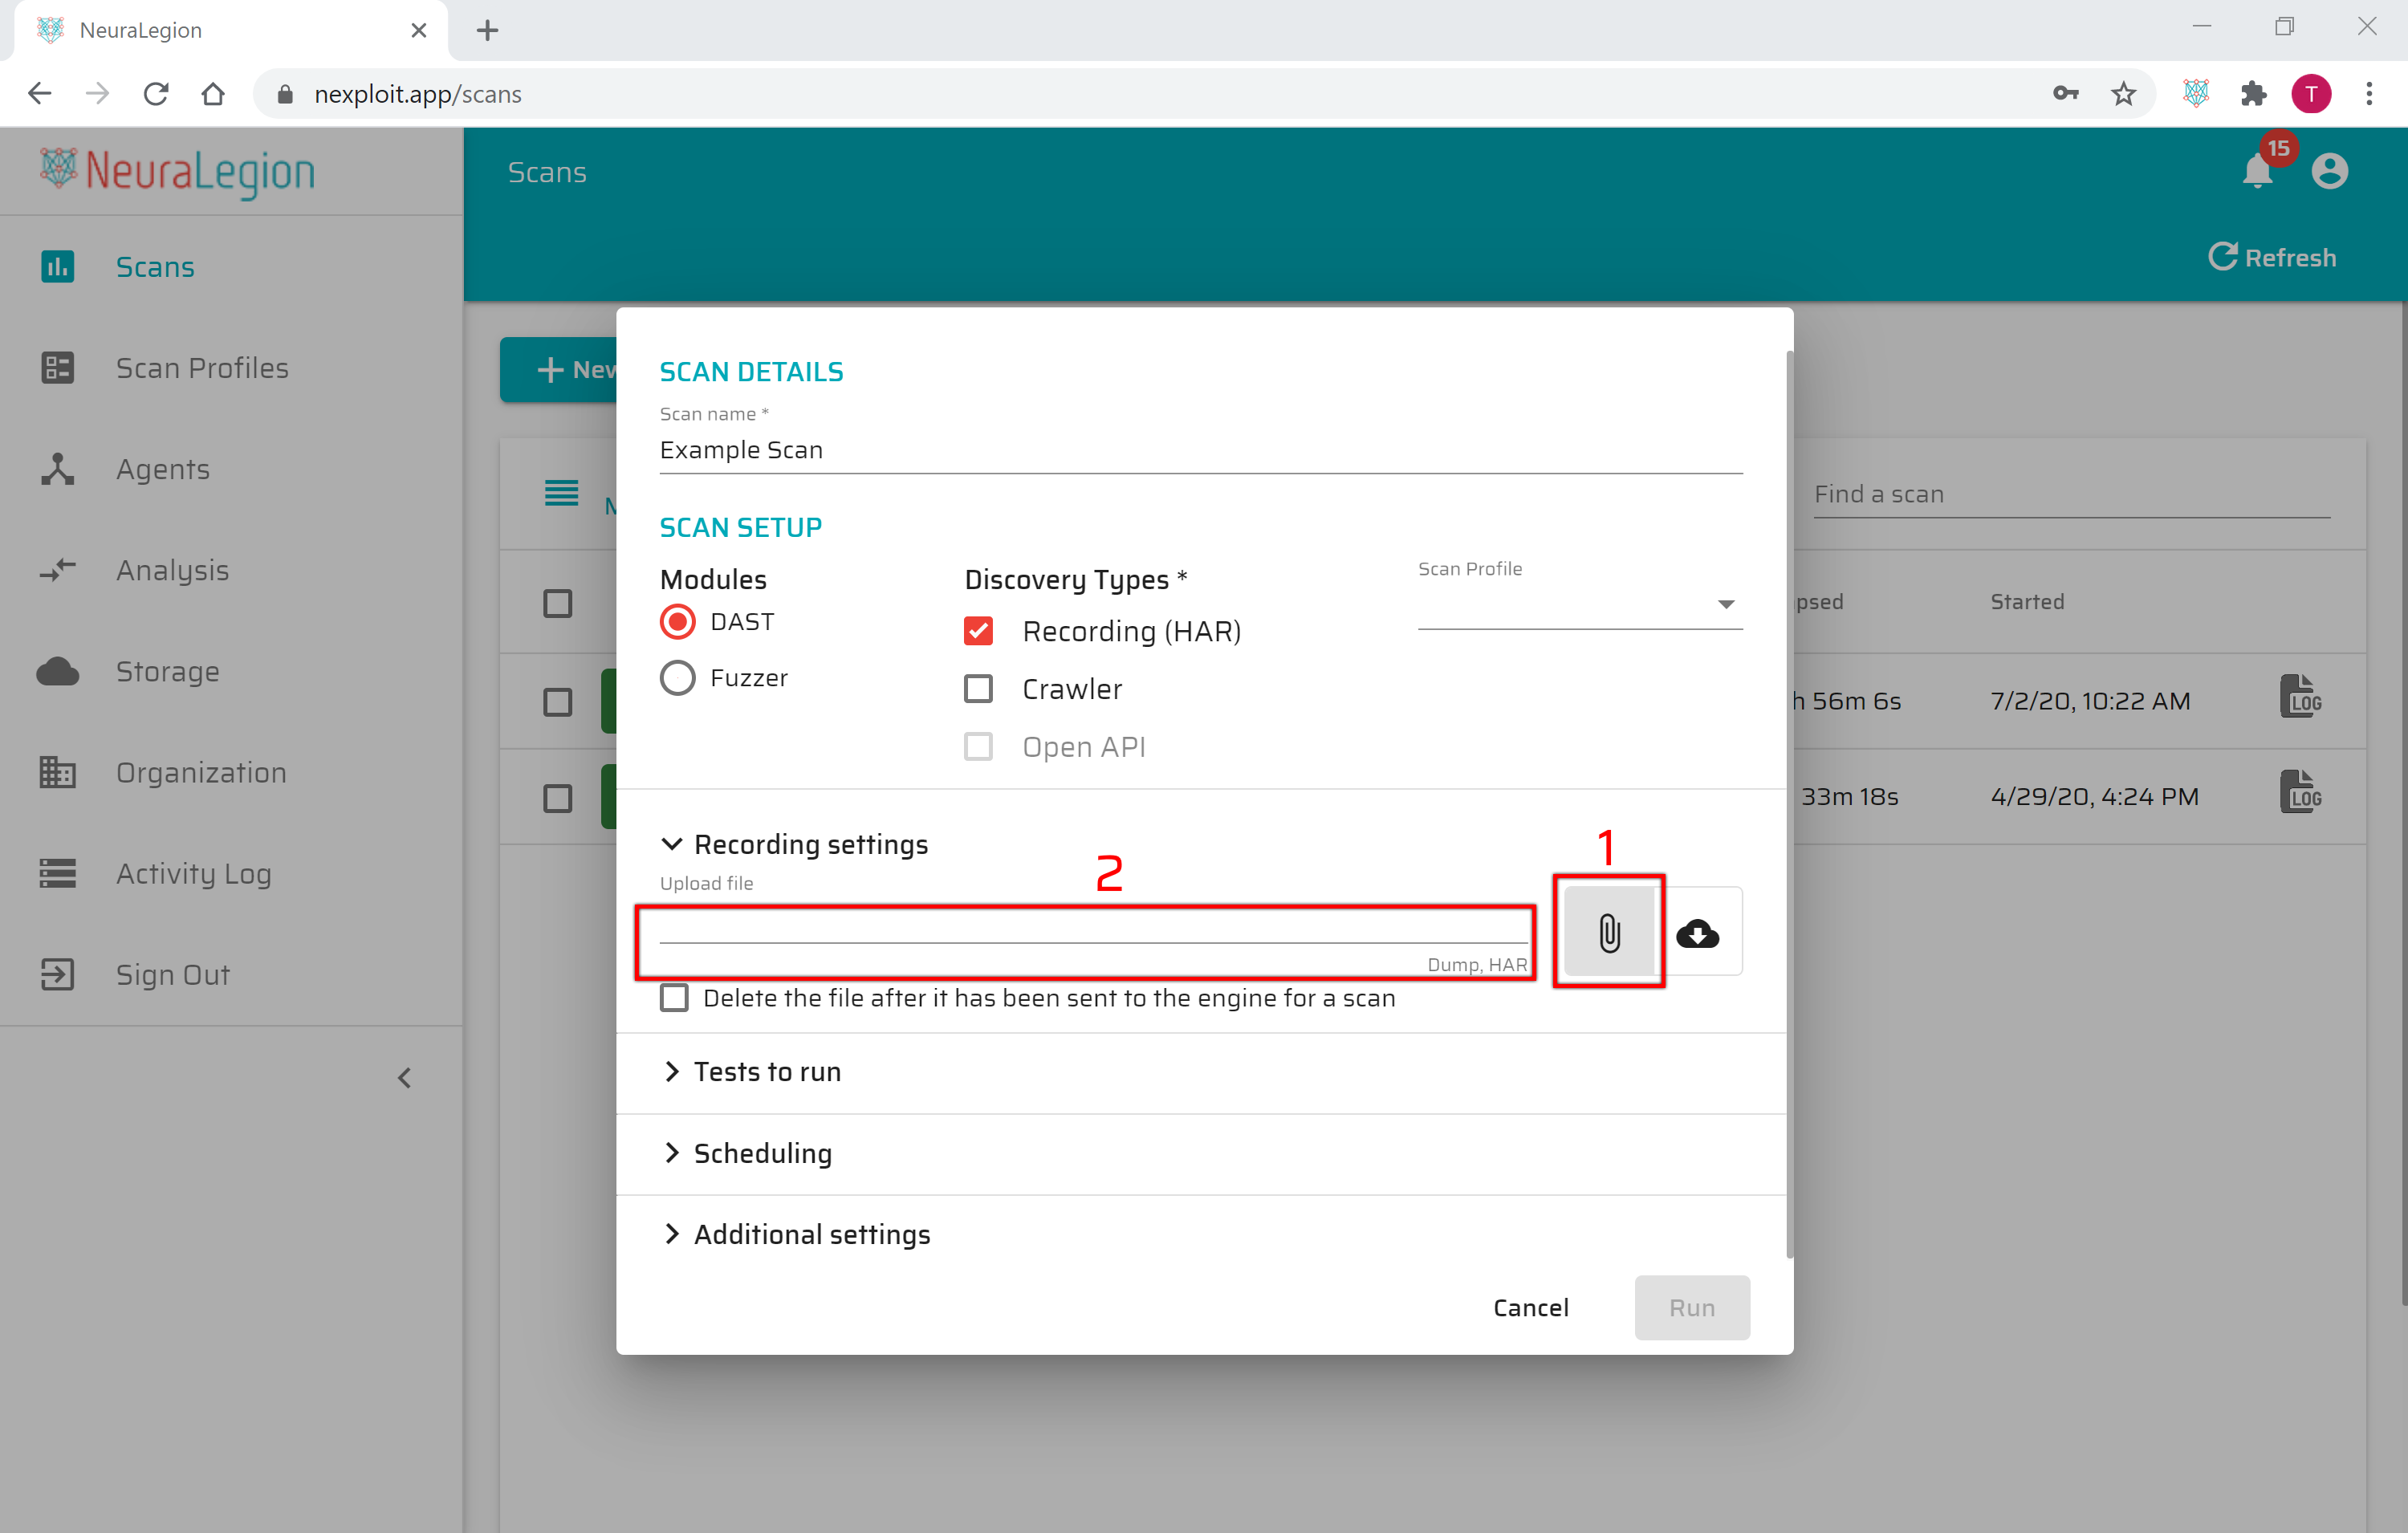 NeuraLegion
nexploit.app/scans
T
NeuraLegion
Scans
15
Refresh
Scans
Scan Profiles
Agents
Analysis
Storage
Organization
Activity Log
Sign Out
New
SCAN DETAILS
Scan name *
Example Scan
Find a scan
SCAN SETUP
Modules
Discovery Types *
Scan Profile
DAST
Recording (HAR)
Fuzzer
Crawler
Open API
psed
Started
h 56m 6s
7/2/20, 10:22 AM
LOG
33m 18s
4/29/20, 4:24 PM
LOG
Recording settings
2
1
Upload file
Dump, HAR
Delete the file after it has been sent to the engine for a scan
Tests to run
Scheduling
Additional settings
Cancel
Run